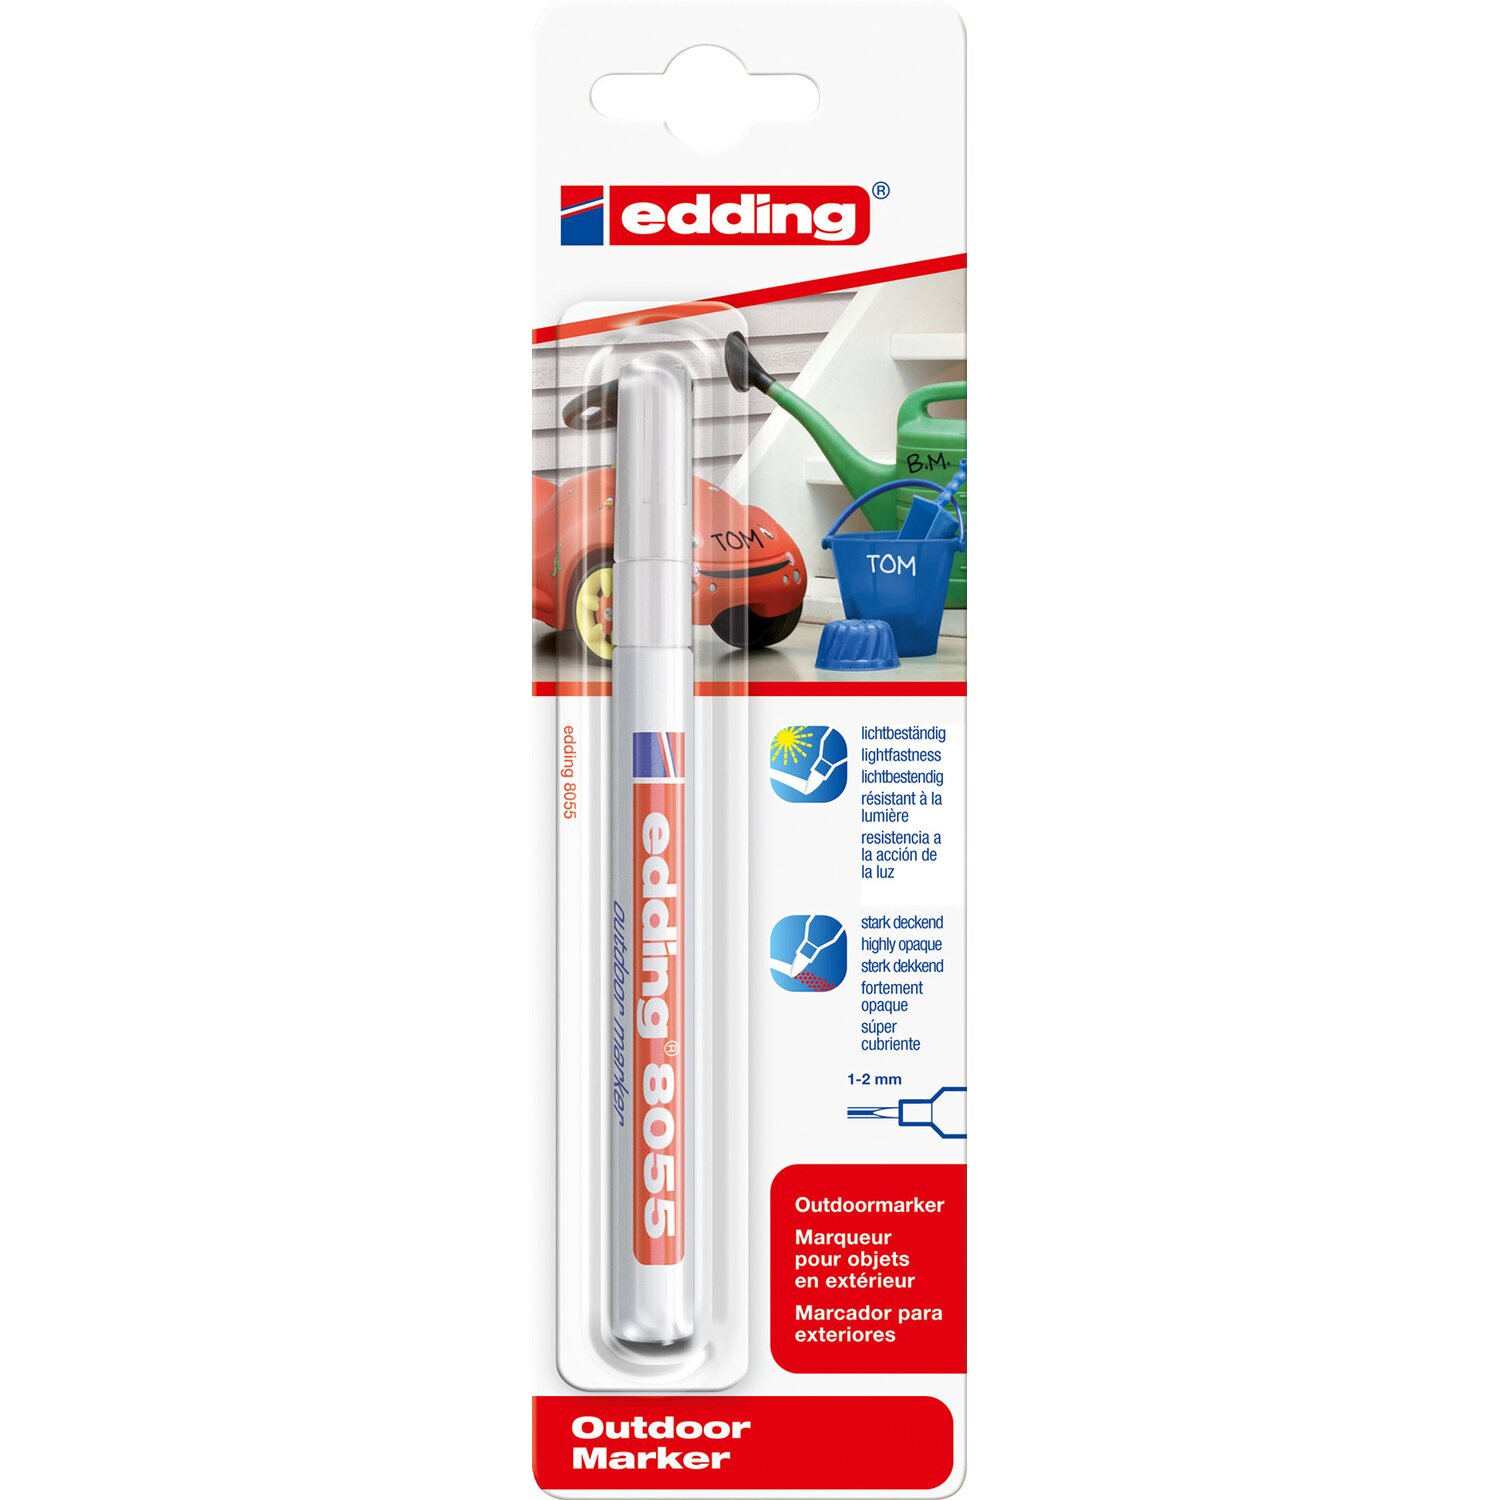 edding®
B.M.
TOM
TOM
edding 8055
edding® 8055
outdoor marker
lichtbeständig
lightfastness
lichtbestendig
résistant à la
lumière
resistencia a
la acción de
la luz
stark deckend
highly opaque
sterk dekkend
fortement
opaque
súper
cubriente
1-2 mm
Outdoormarker
Marqueur
pour objets
en extérieur
Marcador para
exteriores
Outdoor
Marker